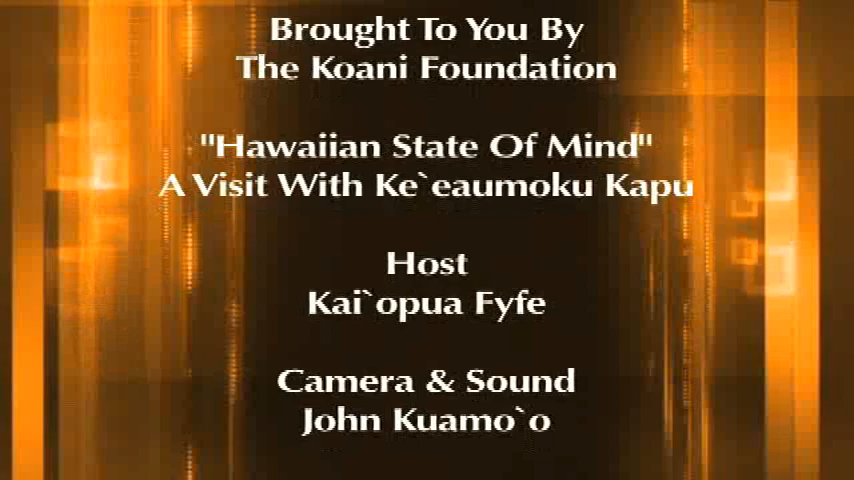 Brought To You By
The Koani Foundation
"Hawaiian State Of Mind"
A Visit With Ke`eaumoku Kapu
Host
Kai`opua Fyfe
Camera & Sound
John Kuamo`o